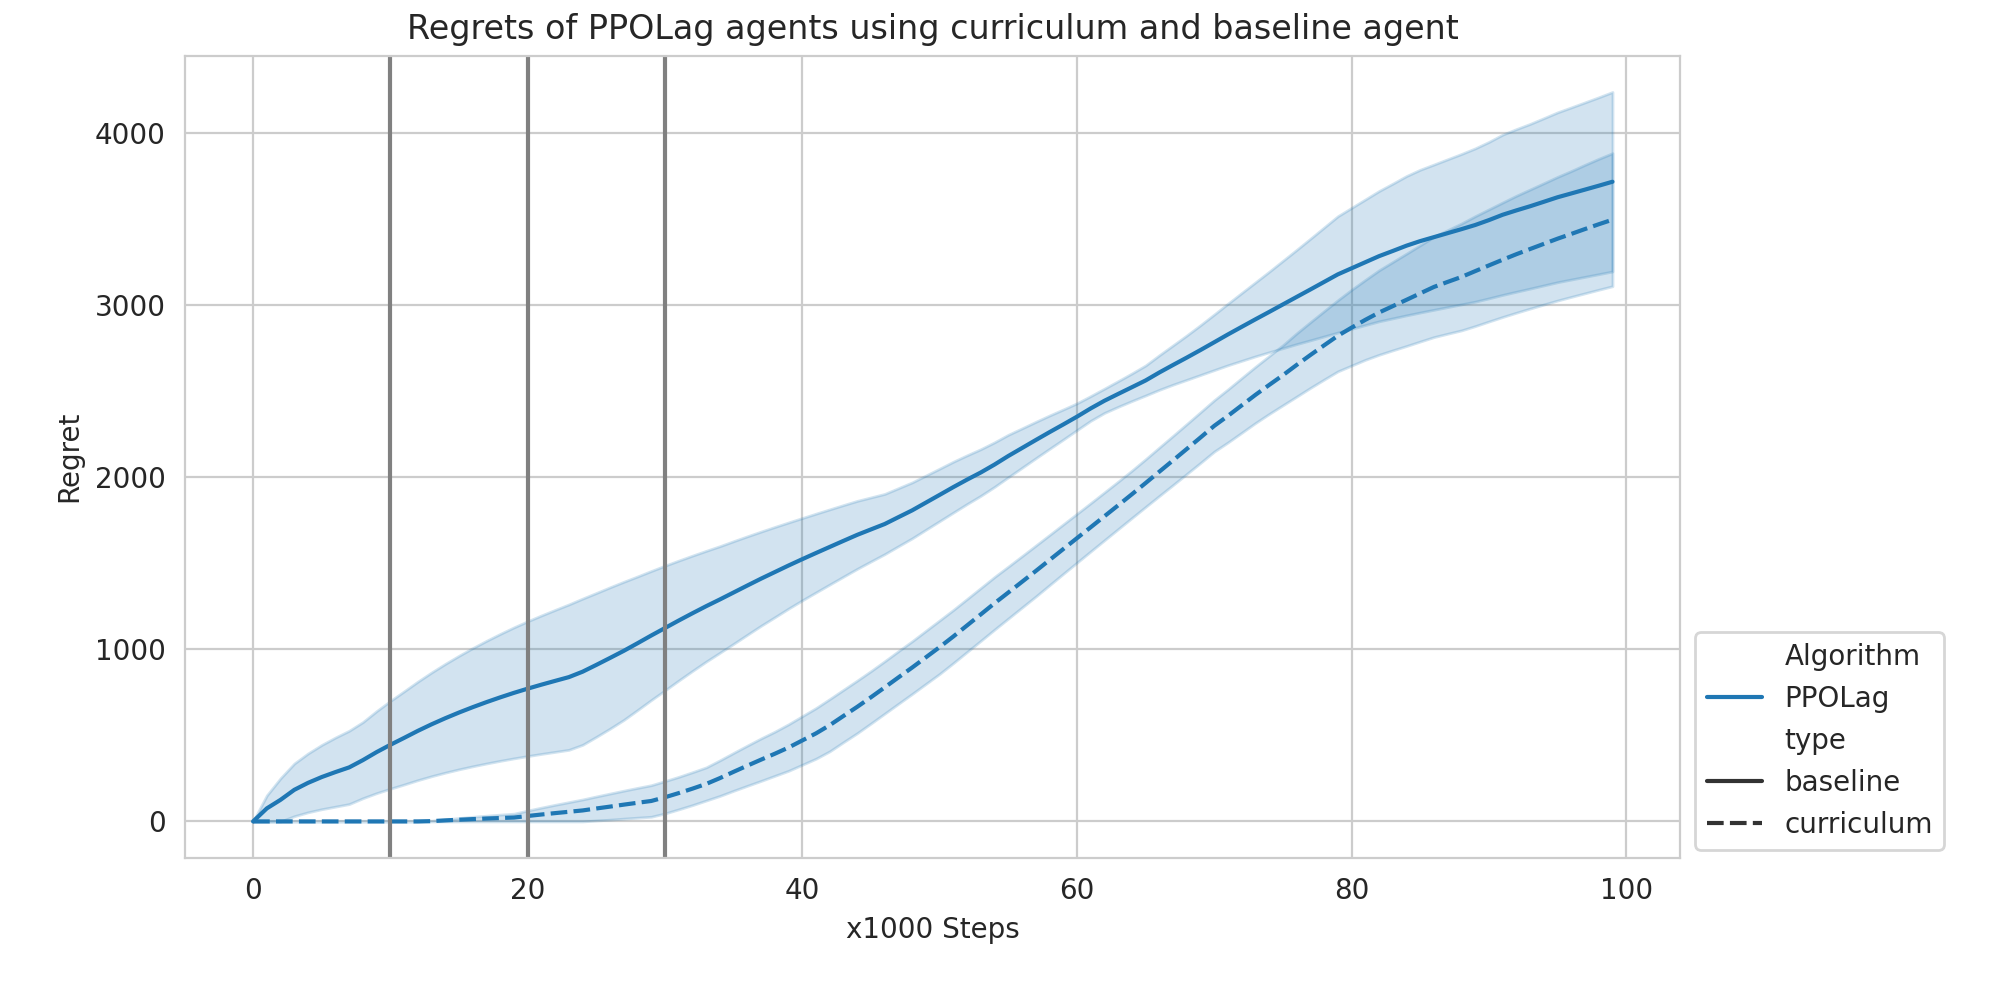 Regrets of PPOLag agents using curriculum and baseline agent
4000
3000
2000
1000
0
Regret
0 20 40 60 80 100
x1000 Steps
Algorithm
PPOLag
type
baseline
curriculum